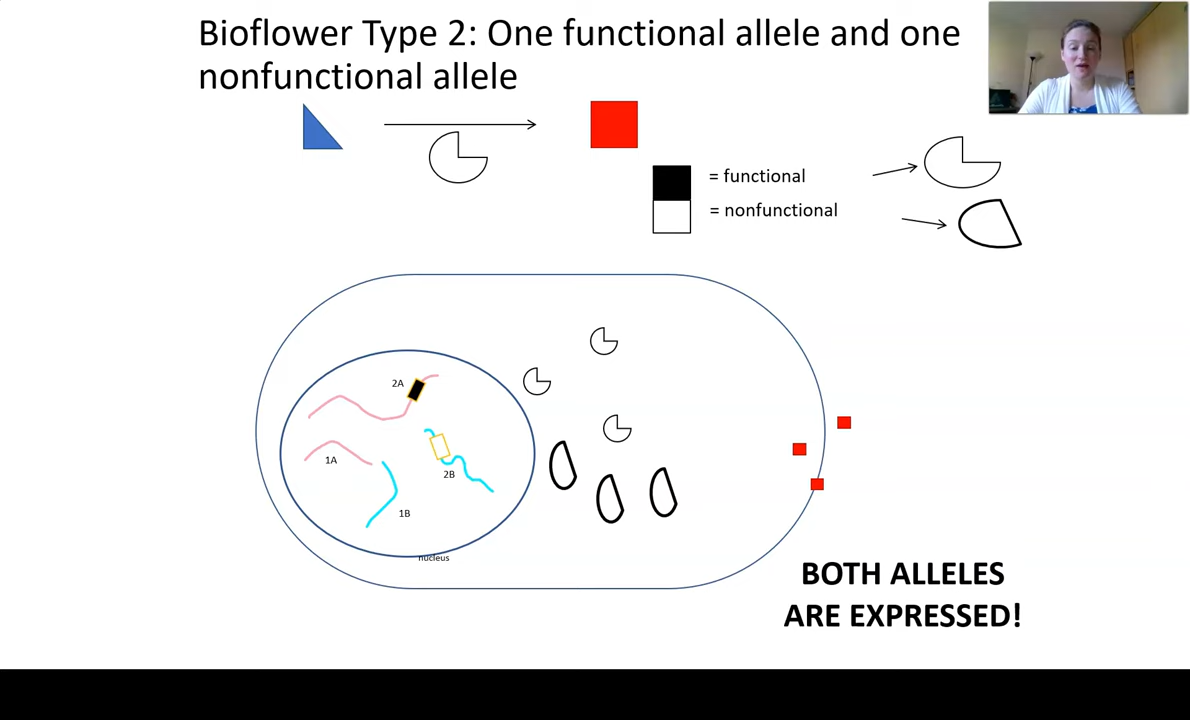 Bioflower Type 2: One functional allele and one
nonfunctional allele
= functional
= nonfunctional
2A
1A
2B
1B
nucleus
BOTH ALLELES
ARE EXPRESSED!